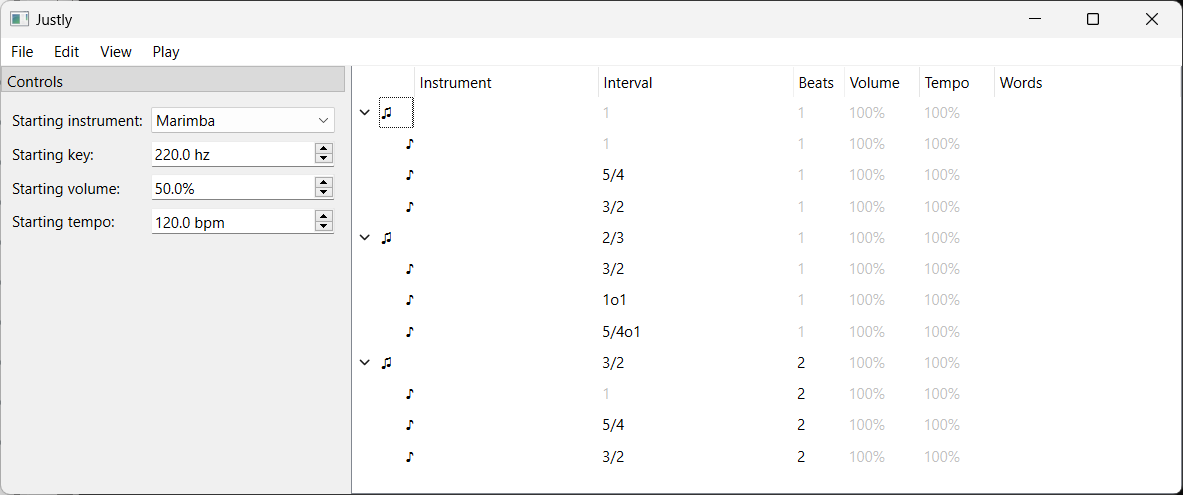 Justly
File Edit View Play
Controls
Starting instrument: Marimba
Starting key: 220.0 hz
Starting volume: 50.0%
Starting tempo: 120.0 bpm
Instrument Interval Beats Volume Tempo Words
♫ 1 1 100% 100%
♪ 1 1 100% 100%
♪ 5/4 1 100% 100%
♪ 3/2 1 100% 100%
♫ 2/3 1 100% 100%
♪ 3/2 1 100% 100%
♪ 1o1 1 100% 100%
♪ 5/4o1 1 100% 100%
♫ 3/2 2 100% 100%
♪ 1 2 100% 100%
♪ 5/4 2 100% 100%
♪ 3/2 2 100% 100%